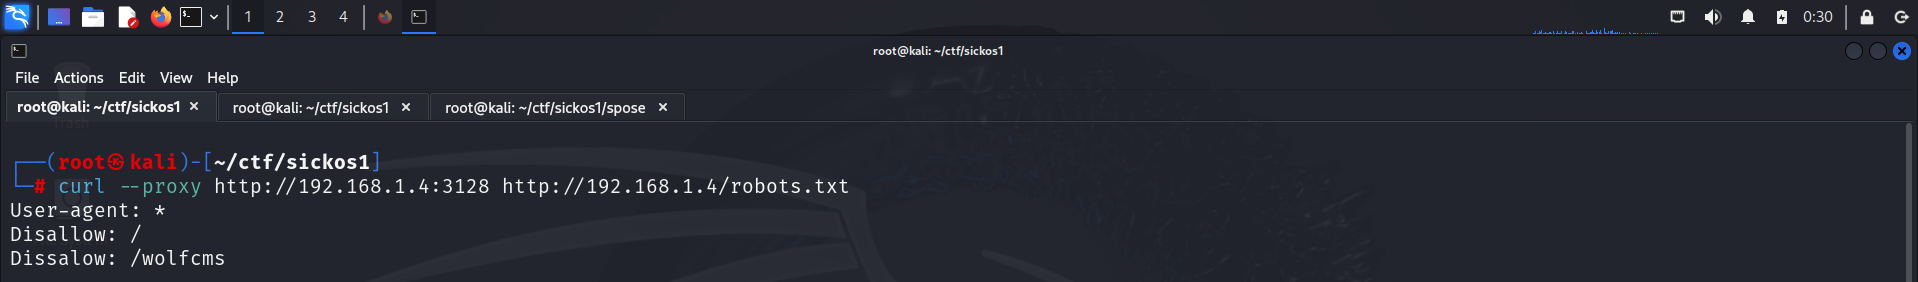 1 2 3 4 0:30
root@kali: ~/ctf/sickos1
File Actions Edit View Help
root@kali: ~/ctf/sickos1 × root@kali: ~/ctf/sickos1 × root@kali: ~/ctf/sickos1/spose ×
Trash
┌──(root㉿kali)-[~/ctf/sickos1]
└─# curl --proxy http://192.168.1.4:3128 http://192.168.1.4/robots.txt
User-agent: *
Disallow: /
Dissalow: /wolfcms